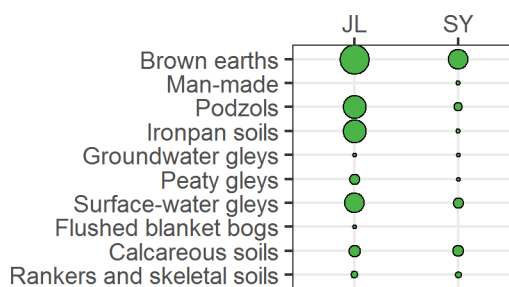 JL SY
Brown earths
Man-made
Podzols
Ironpan soils
Groundwater gleys
Peaty gleys
Surface-water gleys
Flushed blanket bogs
Calcareous soils
Rankers and skeletal soils